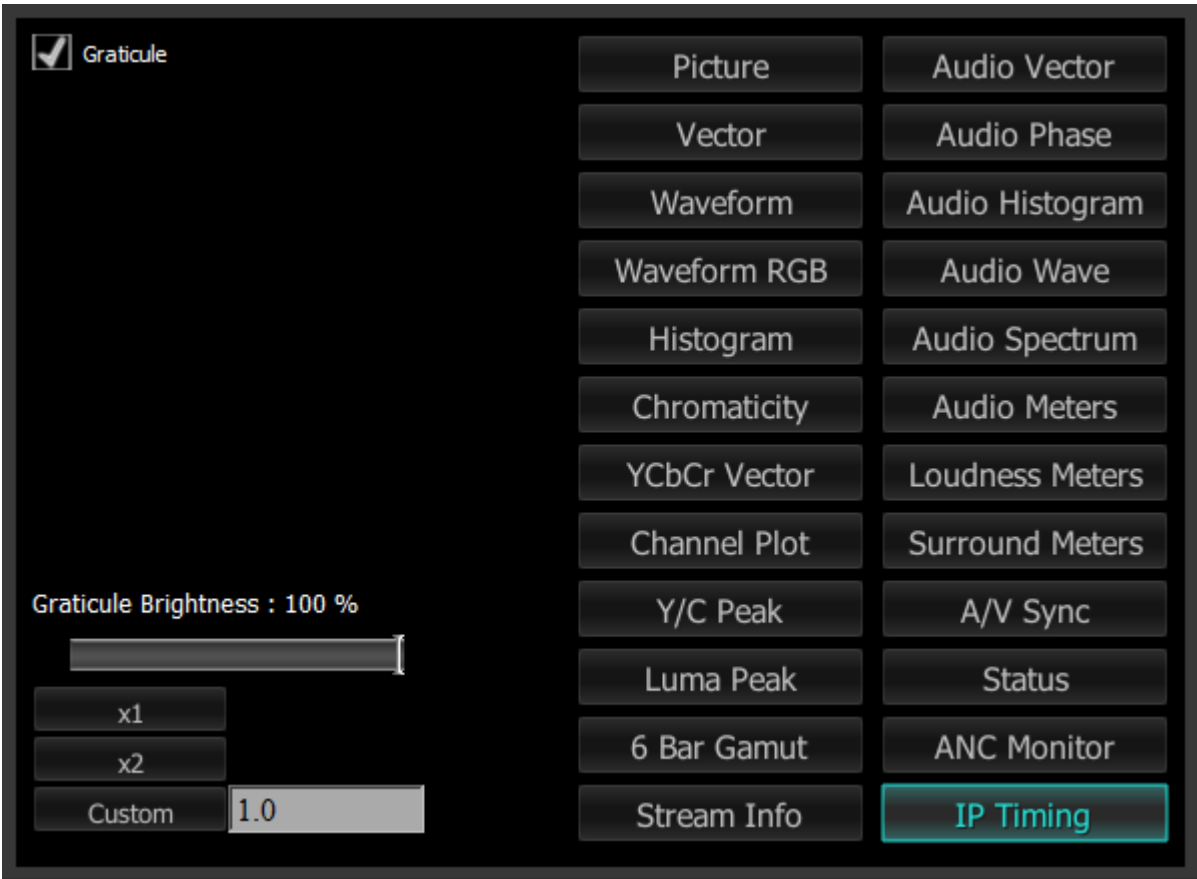 Graticule
Graticule Brightness : 100 %
x1
x2
Custom
1.0
Picture
Vector
Waveform
Waveform RGB
Histogram
Chromaticity
YCbCr Vector
Channel Plot
Y/C Peak
Luma Peak
6 Bar Gamut
Stream Info
Audio Vector
Audio Phase
Audio Histogram
Audio Wave
Audio Spectrum
Audio Meters
Loudness Meters
Surround Meters
A/V Sync
Status
ANC Monitor
IP Timing